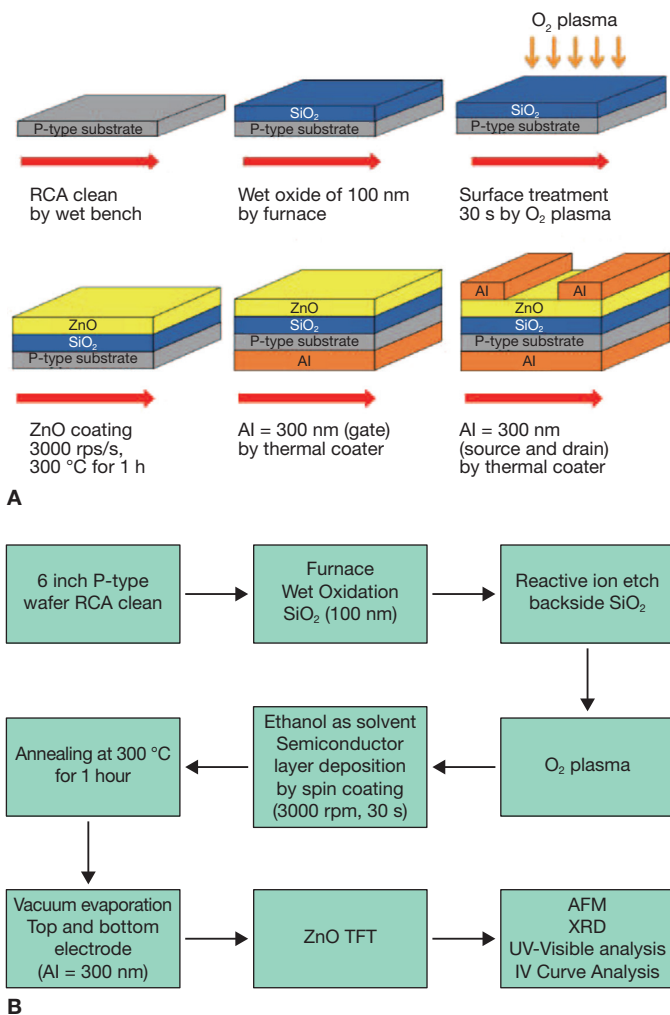 O₂ plasma
P-type substrate
SiO₂
P-type substrate
SiO₂
P-type substrate
RCA clean
by wet bench
Wet oxide of 100 nm
by furnace
Surface treatment
30 s by O₂ plasma
ZnO
SiO₂
P-type substrate
ZnO
SiO₂
P-type substrate
Al
Al
Al
ZnO
SiO₂
P-type substrate
Al
ZnO coating
3000 rps/s,
300 °C for 1 h
Al = 300 nm (gate)
by thermal coater
Al = 300 nm
(source and drain)
by thermal coater
A
6 inch P-type
wafer RCA clean
Furnace
Wet Oxidation
SiO₂ (100 nm)
Reactive ion etch
backside SiO₂
O₂ plasma
Ethanol as solvent
Semiconductor
layer deposition
by spin coating
(3000 rpm, 30 s)
Annealing at 300 °C
for 1 hour
Vacuum evaporation
Top and bottom
electrode
(Al = 300 nm)
ZnO TFT
AFM
XRD
UV-Visible analysis
IV Curve Analysis
B